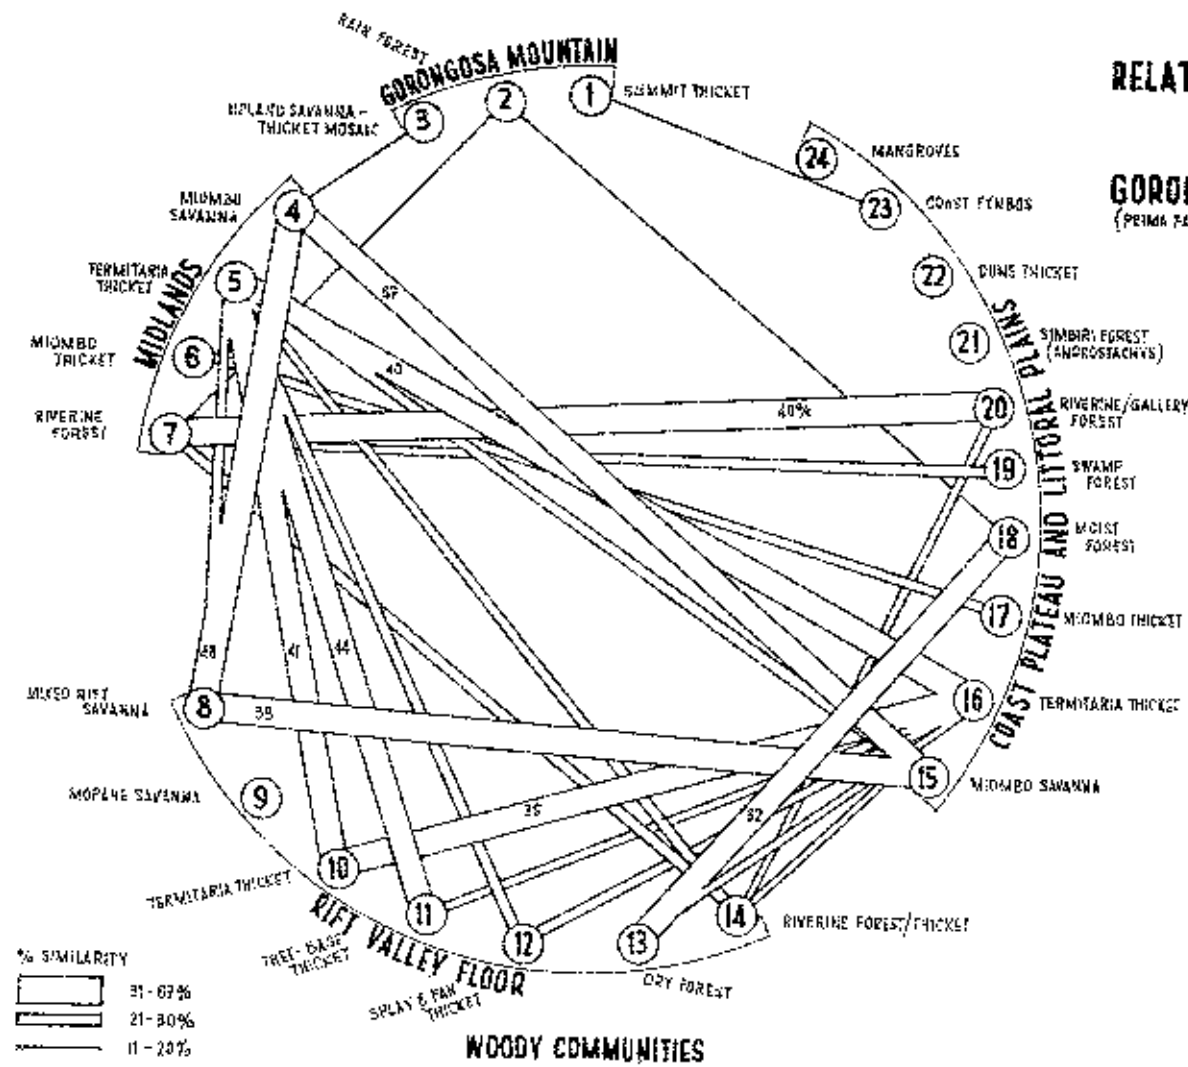 RAIN FOREST
GORONGOSA MOUNTAIN
RELAT
1
SUMMIT THICKET
2
3
UPLAND SAVANNA -
THICKET MOSAIC
24
MANGROVES
23
COAST FYNBOS
GORO
MIOMBO
SAVANNA
4
22
DUNE THICKET
TERMITARIA
THICKET
5
MIDLANDS
67
21
SIMBIRI FOREST
(ANDROSTACHYS)
MIOMBO
THICKET
6
40
20
RIVERINE/GALLERY
FOREST
40%
RIVERINE
FOREST
7
19
SWAMP
FOREST
18
MOIST
FOREST
17
MIOMBO THICKET
COAST PLATEAU AND LITTORAL PLAINS
48
41
44
MIXED RIFT
SAVANNA
8
38
16
TERMITARIA THICKET
15
MIOMBO SAVANNA
MOPANE SAVANNA
9
35
32
10
TERMITARIA THICKET
11
TREE-BASE
THICKET
12
SPLAY & PAN
THICKET
13
DRY FOREST
14
RIVERINE FOREST/THICKET
RIFT VALLEY FLOOR
% SIMILARITY
31-67%
21-30%
11-20%
WOODY COMMUNITIES